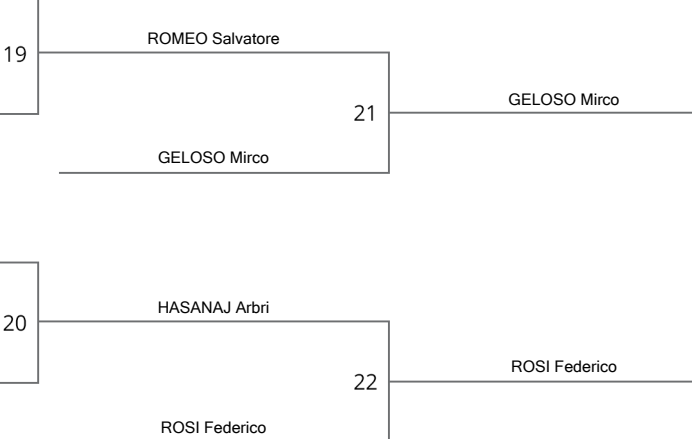 ROMEO Salvatore
19
GELOSO Mirco
21
GELOSO Mirco
HASANAJ Arbri
20
ROSI Federico
22
ROSI Federico